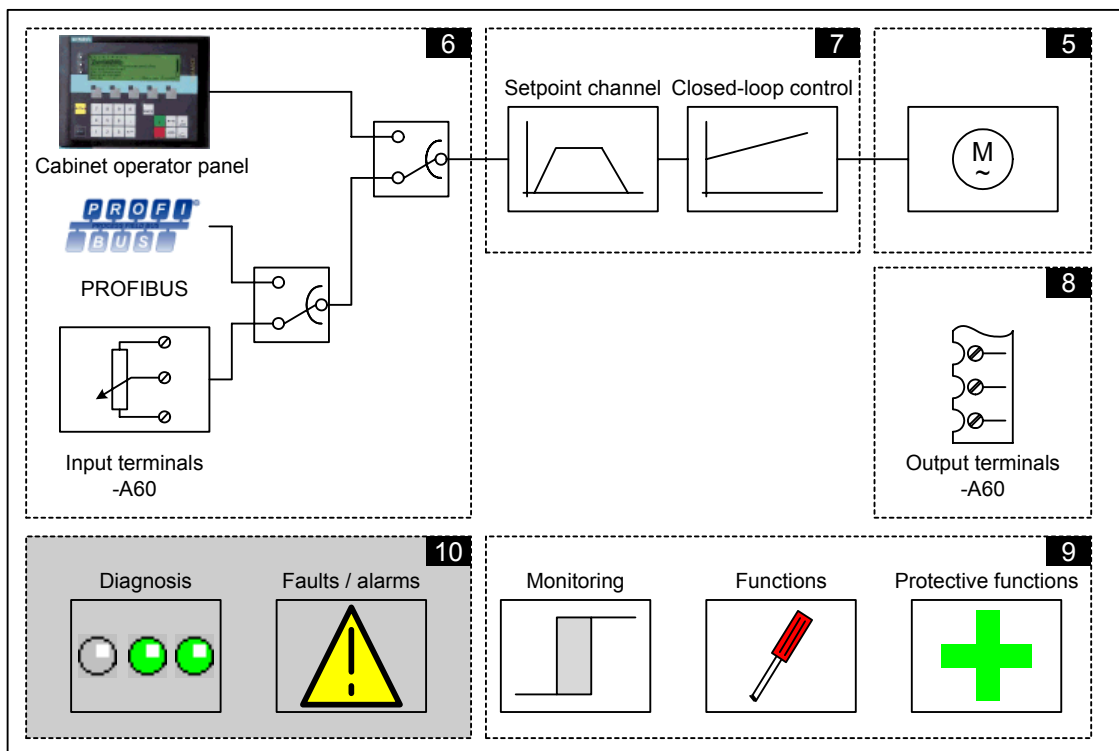 6
Cabinet operator panel
PROFI
BUS
PROFIBUS
Input terminals
-A60
7
Setpoint channel
Closed-loop control
5
M
~
8
Output terminals
-A60
10
Diagnosis
Faults / alarms
9
Monitoring
Functions
Protective functions